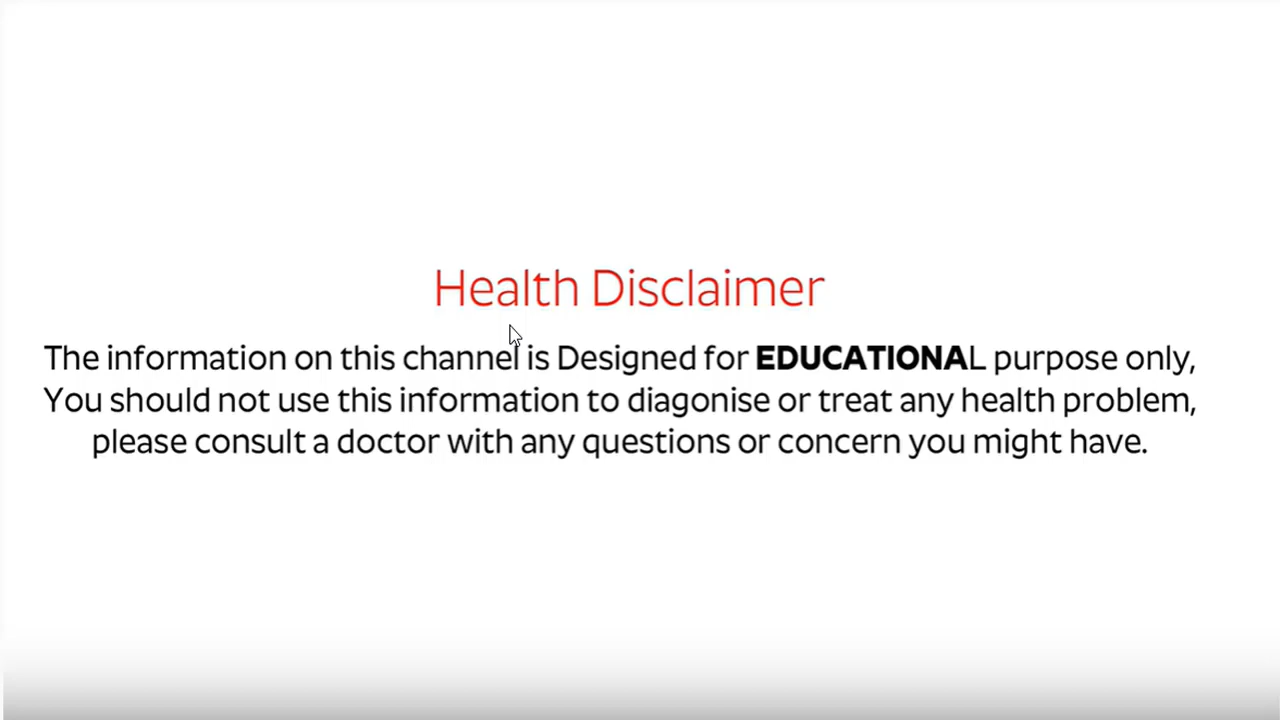 Health Disclaimer
The information on this channel is Designed for EDUCATIONAL purpose only,
You should not use this information to diagonise or treat any health problem,
please consult a doctor with any questions or concern you might have.